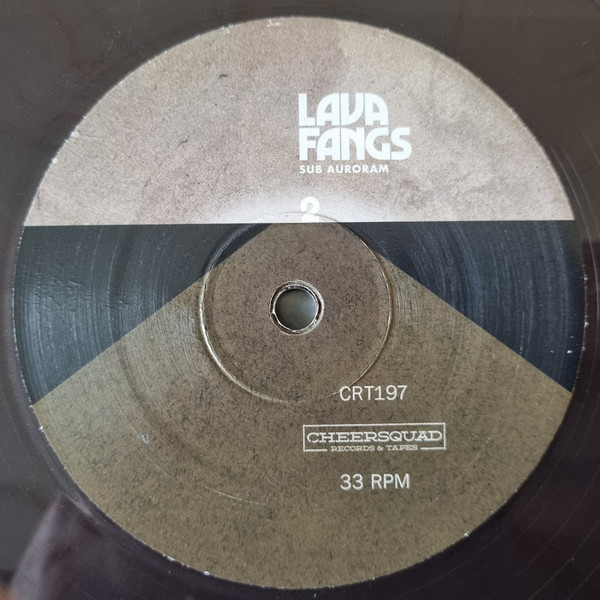 LAVA
FANGS
SUB AURORAM
2
CRT197
CHEERSQUAD
RECORDS & TAPES
33 RPM